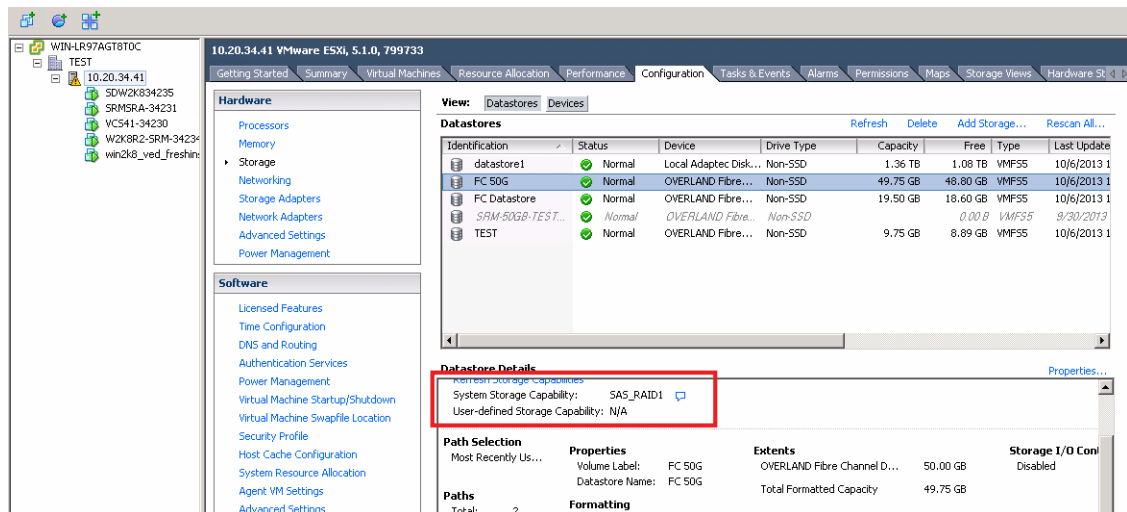 WIN-LR97AGT8T0C
TEST
10.20.34.41
SDW2K834235
SRMSRA-34231
VC541-34230
W2K8R2-SRM-34234
win2k8_ved_freshin
10.20.34.41 VMware ESXi, 5.1.0, 799733
Getting Started Summary Virtual Machines Resource Allocation Performance Configuration Tasks & Events Alarms Permissions Maps Storage Views Hardware St
Hardware
Processors
Memory
Storage
Networking
Storage Adapters
Network Adapters
Advanced Settings
Power Management
Software
Licensed Features
Time Configuration
DNS and Routing
Authentication Services
Power Management
Virtual Machine Startup/Shutdown
Virtual Machine Swapfile Location
Security Profile
Host Cache Configuration
System Resource Allocation
Agent VM Settings
Advanced Settings
View: Datastores Devices
Datastores Refresh Delete Add Storage... Rescan All...
Identification Status Device Drive Type Capacity Free Type Last Update
datastore1 Normal Local Adaptec Disk... Non-SSD 1.36 TB 1.08 TB VMFS5 10/6/2013 1
FC 50G Normal OVERLAND Fibre... Non-SSD 49.75 GB 48.80 GB VMFS5 10/6/2013 1
FC Datastore Normal OVERLAND Fibre... Non-SSD 19.50 GB 18.60 GB VMFS5 10/6/2013 1
SRM-50GB-TEST... Normal OVERLAND Fibre... Non-SSD 0.00 B VMFS5 9/30/2013
TEST Normal OVERLAND Fibre... Non-SSD 9.75 GB 8.89 GB VMFS5 10/6/2013 1
Datastore Details Properties...
Refresh Storage Capabilities
System Storage Capability: SAS_RAID1
User-defined Storage Capability: N/A
Path Selection
Most Recently Us...
Paths
Total: 2
Properties
Volume Label: FC 50G
Datastore Name: FC 50G
Formatting
Extents
OVERLAND Fibre Channel D... 50.00 GB
Total Formatted Capacity 49.75 GB
Storage I/O Con
Disabled